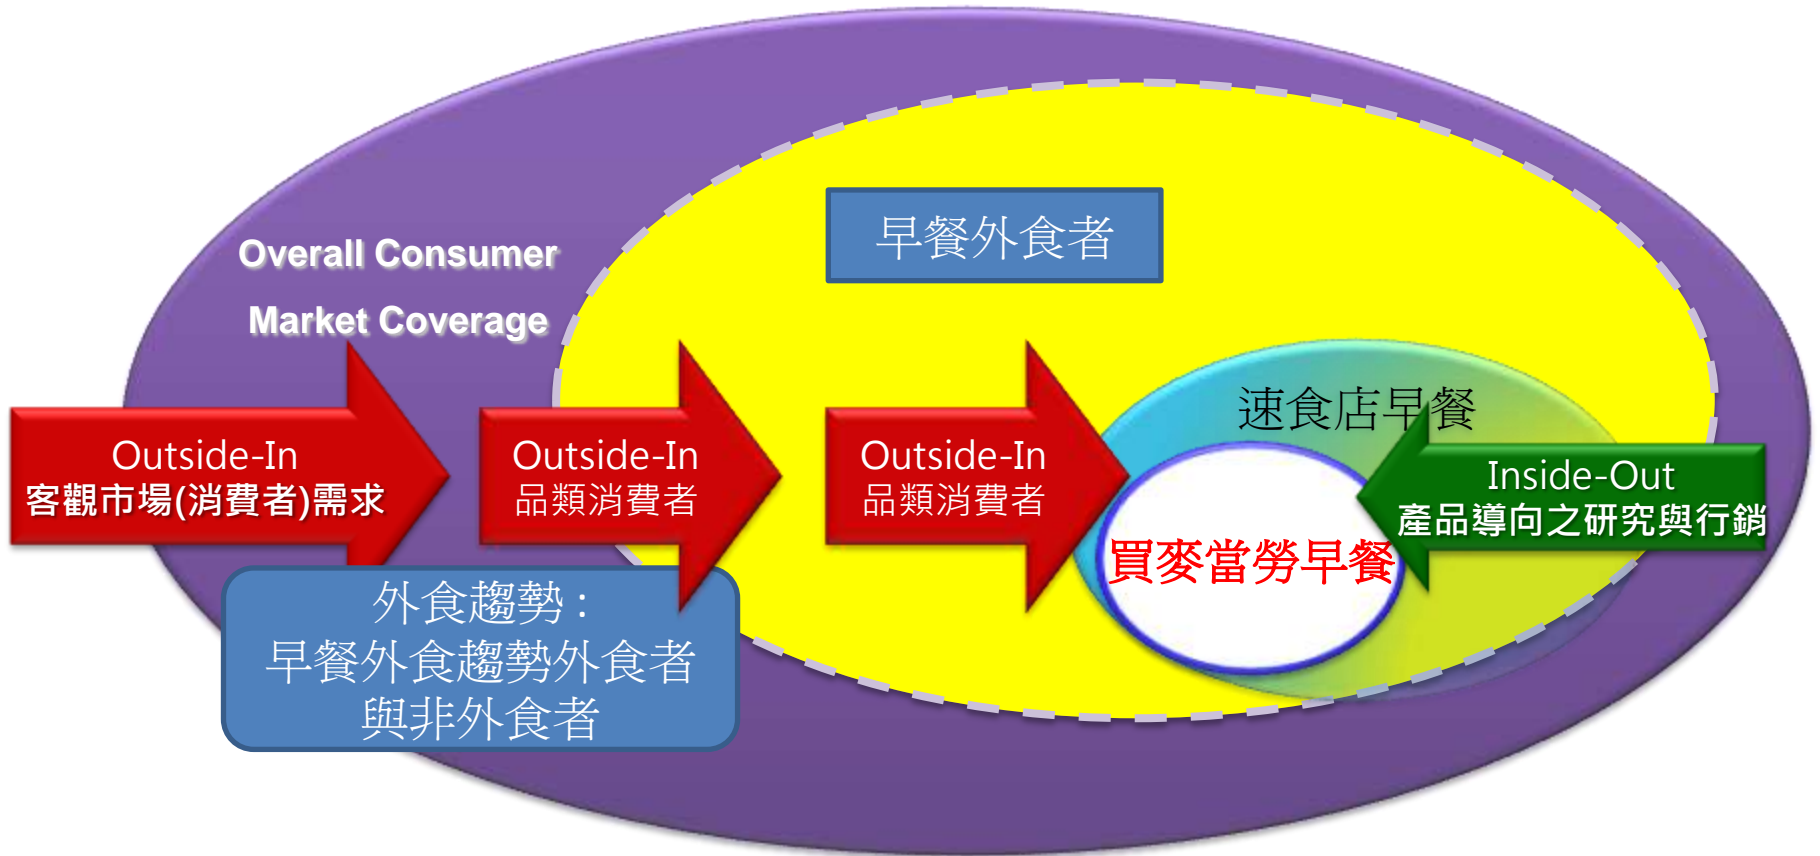 早餐外食者
Overall Consumer
Market Coverage
速食店早餐
Outside-In
客觀市場(消費者)需求
Outside-In
品類消費者
Outside-In
品類消費者
Inside-Out
產品導向之研究與行銷
買麥當勞早餐
外食趨勢：
早餐外食趨勢外食者
與非外食者